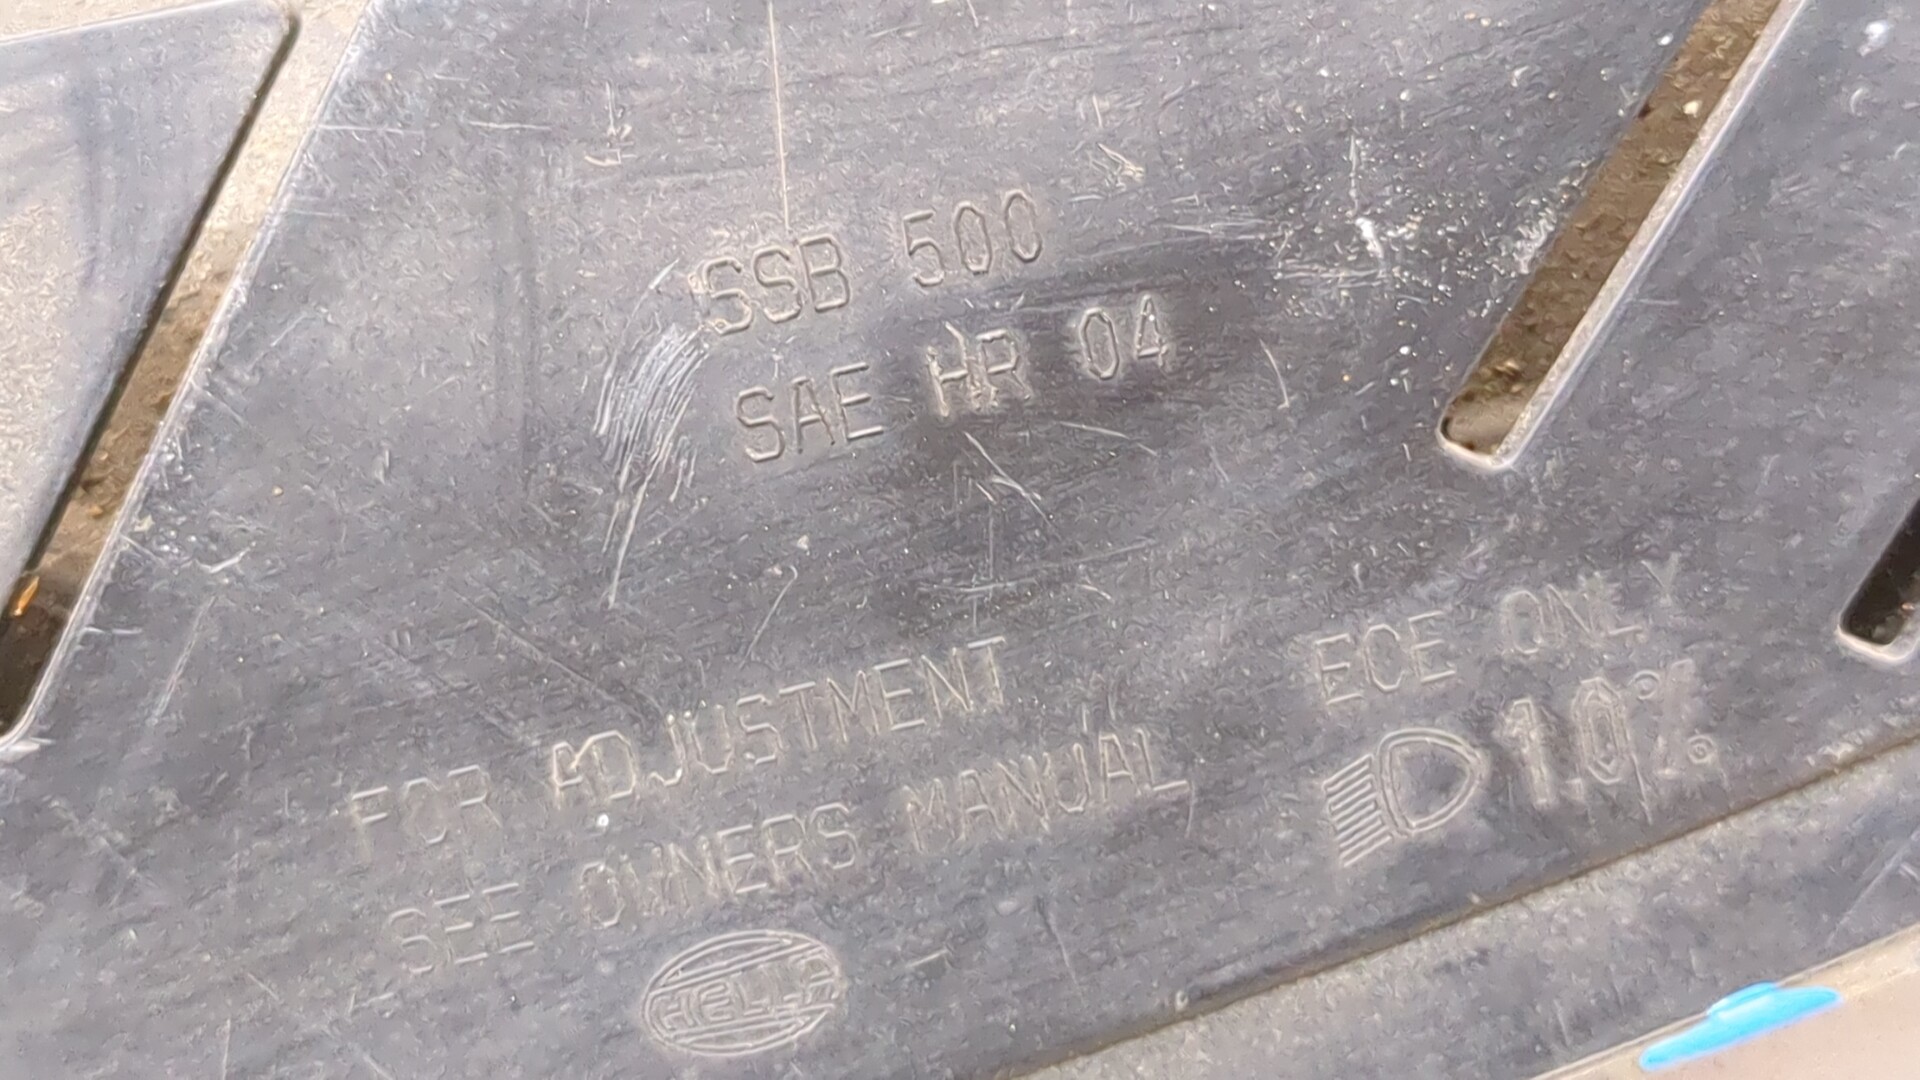 SSB 500
SAE HR 04
FOR ADJUSTMENT
SEE OWNERS MANUAL
ECE ONLY
1.0%
HELLA